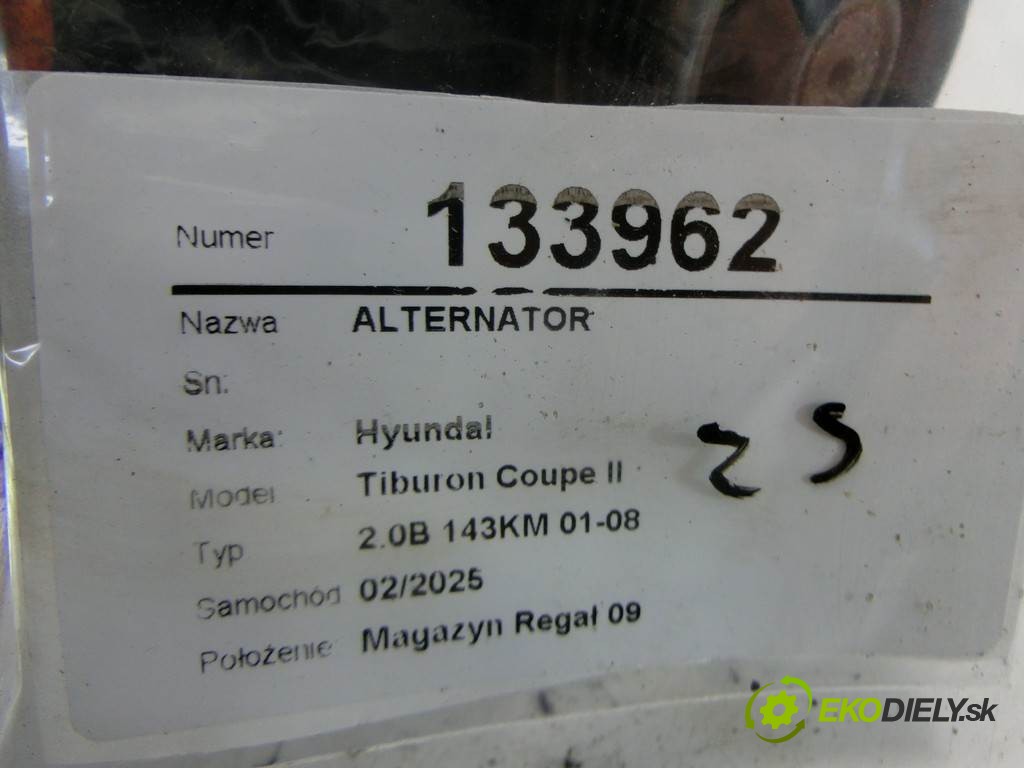 Numer 133962
Nazwa ALTERNATOR
Sn:
Marka: Hyundai
Model Tiburon Coupe II
Typ 2.0B 143KM 01-08
Samochód 02/2025
Położenie Magazyn Regał 09
25
EKODIELY.sk